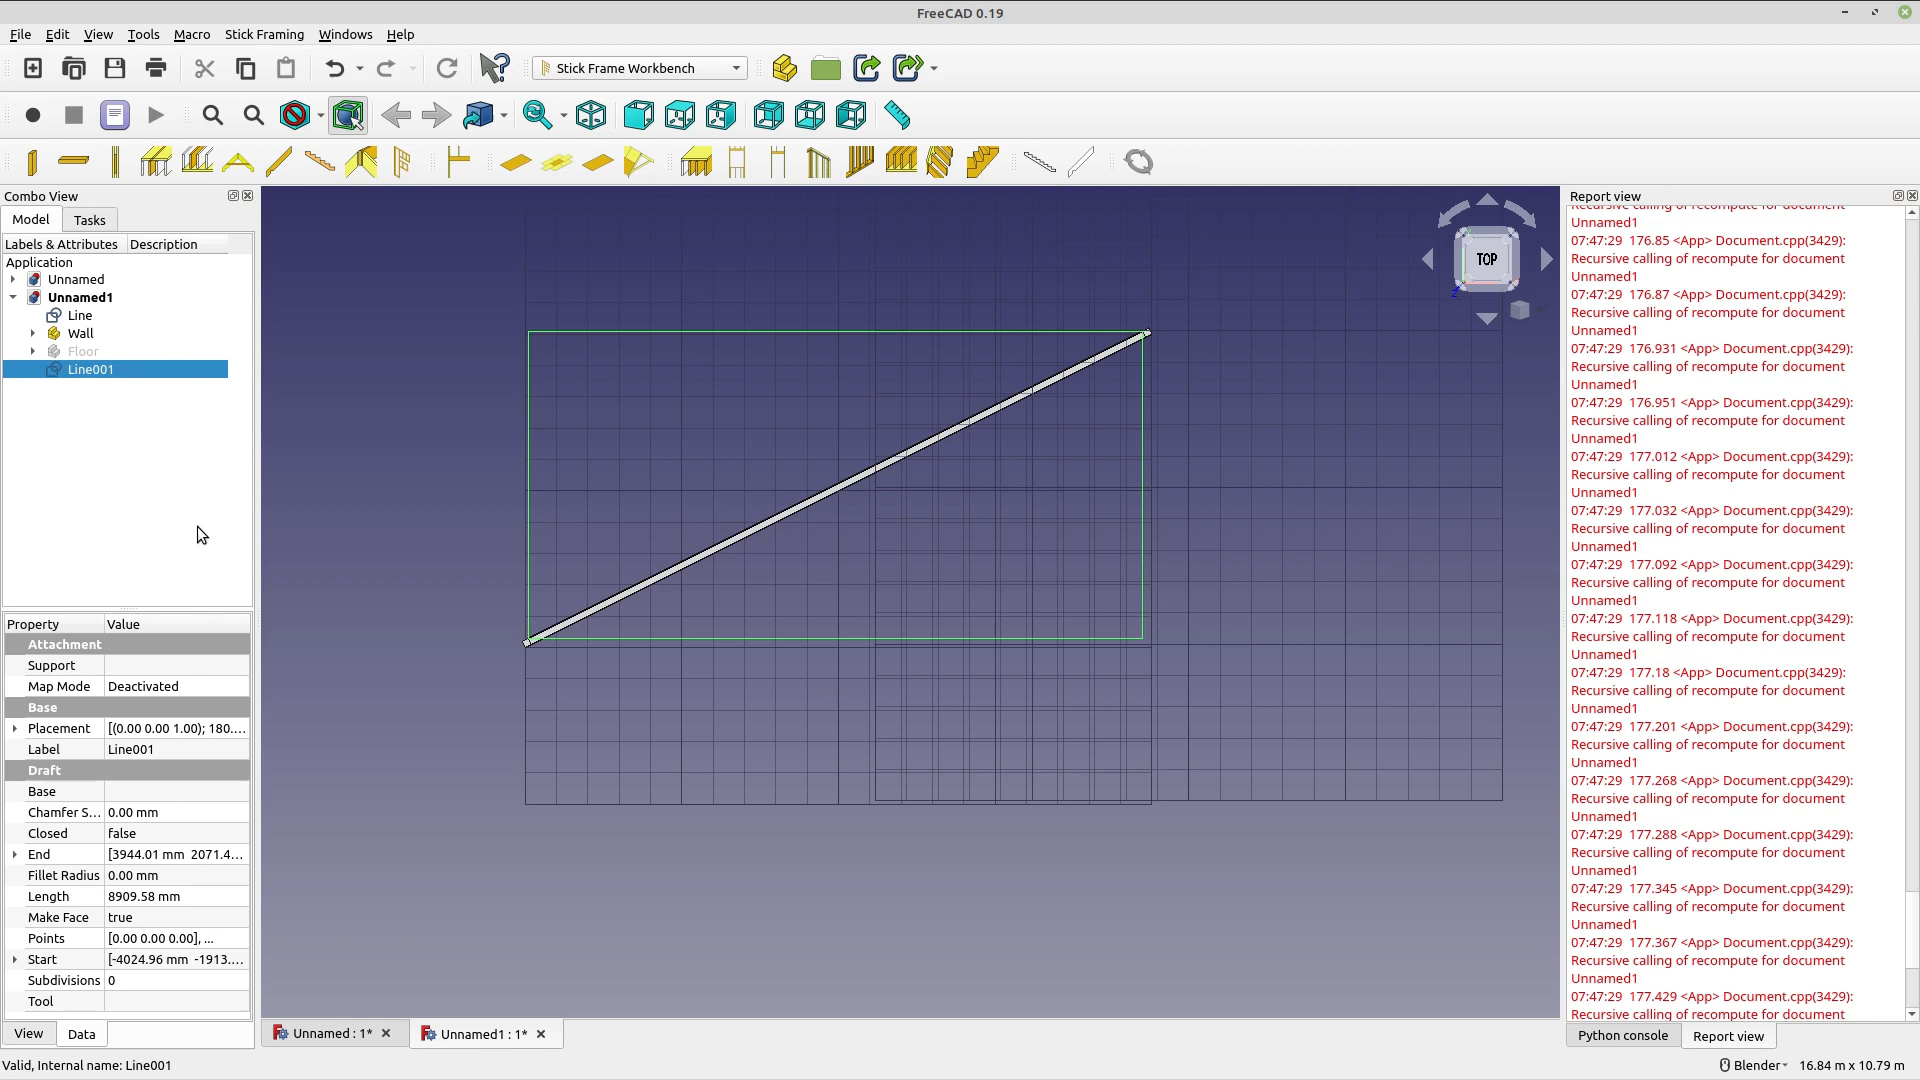 FreeCAD 0.19
File Edit View Tools Macro Stick Framing Windows Help
Stick Frame Workbench
Combo View
Model Tasks
Labels & Attributes Description
Application
Unnamed
Unnamed1
Line
Wall
Floor
Line001
Property Value
Attachment
Support
Map Mode Deactivated
Base
Placement [(0.00 0.00 1.00); 180....
Label Line001
Draft
Base
Chamfer S... 0.00 mm
Closed false
End [3944.01 mm 2071.4...
Fillet Radius 0.00 mm
Length 8909.58 mm
Make Face true
Points [0.00 0.00 0.00], ...
Start [-4024.96 mm -1913....
Subdivisions 0
Tool
View Data
TOP
Z
Unnamed : 1*
Unnamed1 : 1*
Report view
Recursive calling of recompute for document
Unnamed1
07:47:29 176.85 <App> Document.cpp(3429):
Recursive calling of recompute for document
Unnamed1
07:47:29 176.87 <App> Document.cpp(3429):
Recursive calling of recompute for document
Unnamed1
07:47:29 176.931 <App> Document.cpp(3429):
Recursive calling of recompute for document
Unnamed1
07:47:29 176.951 <App> Document.cpp(3429):
Recursive calling of recompute for document
Unnamed1
07:47:29 177.012 <App> Document.cpp(3429):
Recursive calling of recompute for document
Unnamed1
07:47:29 177.032 <App> Document.cpp(3429):
Recursive calling of recompute for document
Unnamed1
07:47:29 177.092 <App> Document.cpp(3429):
Recursive calling of recompute for document
Unnamed1
07:47:29 177.118 <App> Document.cpp(3429):
Recursive calling of recompute for document
Unnamed1
07:47:29 177.18 <App> Document.cpp(3429):
Recursive calling of recompute for document
Unnamed1
07:47:29 177.201 <App> Document.cpp(3429):
Recursive calling of recompute for document
Unnamed1
07:47:29 177.268 <App> Document.cpp(3429):
Recursive calling of recompute for document
Unnamed1
07:47:29 177.288 <App> Document.cpp(3429):
Recursive calling of recompute for document
Unnamed1
07:47:29 177.345 <App> Document.cpp(3429):
Recursive calling of recompute for document
Unnamed1
07:47:29 177.367 <App> Document.cpp(3429):
Recursive calling of recompute for document
Unnamed1
07:47:29 177.429 <App> Document.cpp(3429):
Recursive calling of recompute for document
Python console Report view
Valid, Internal name: Line001
Blender 16.84 m x 10.79 m